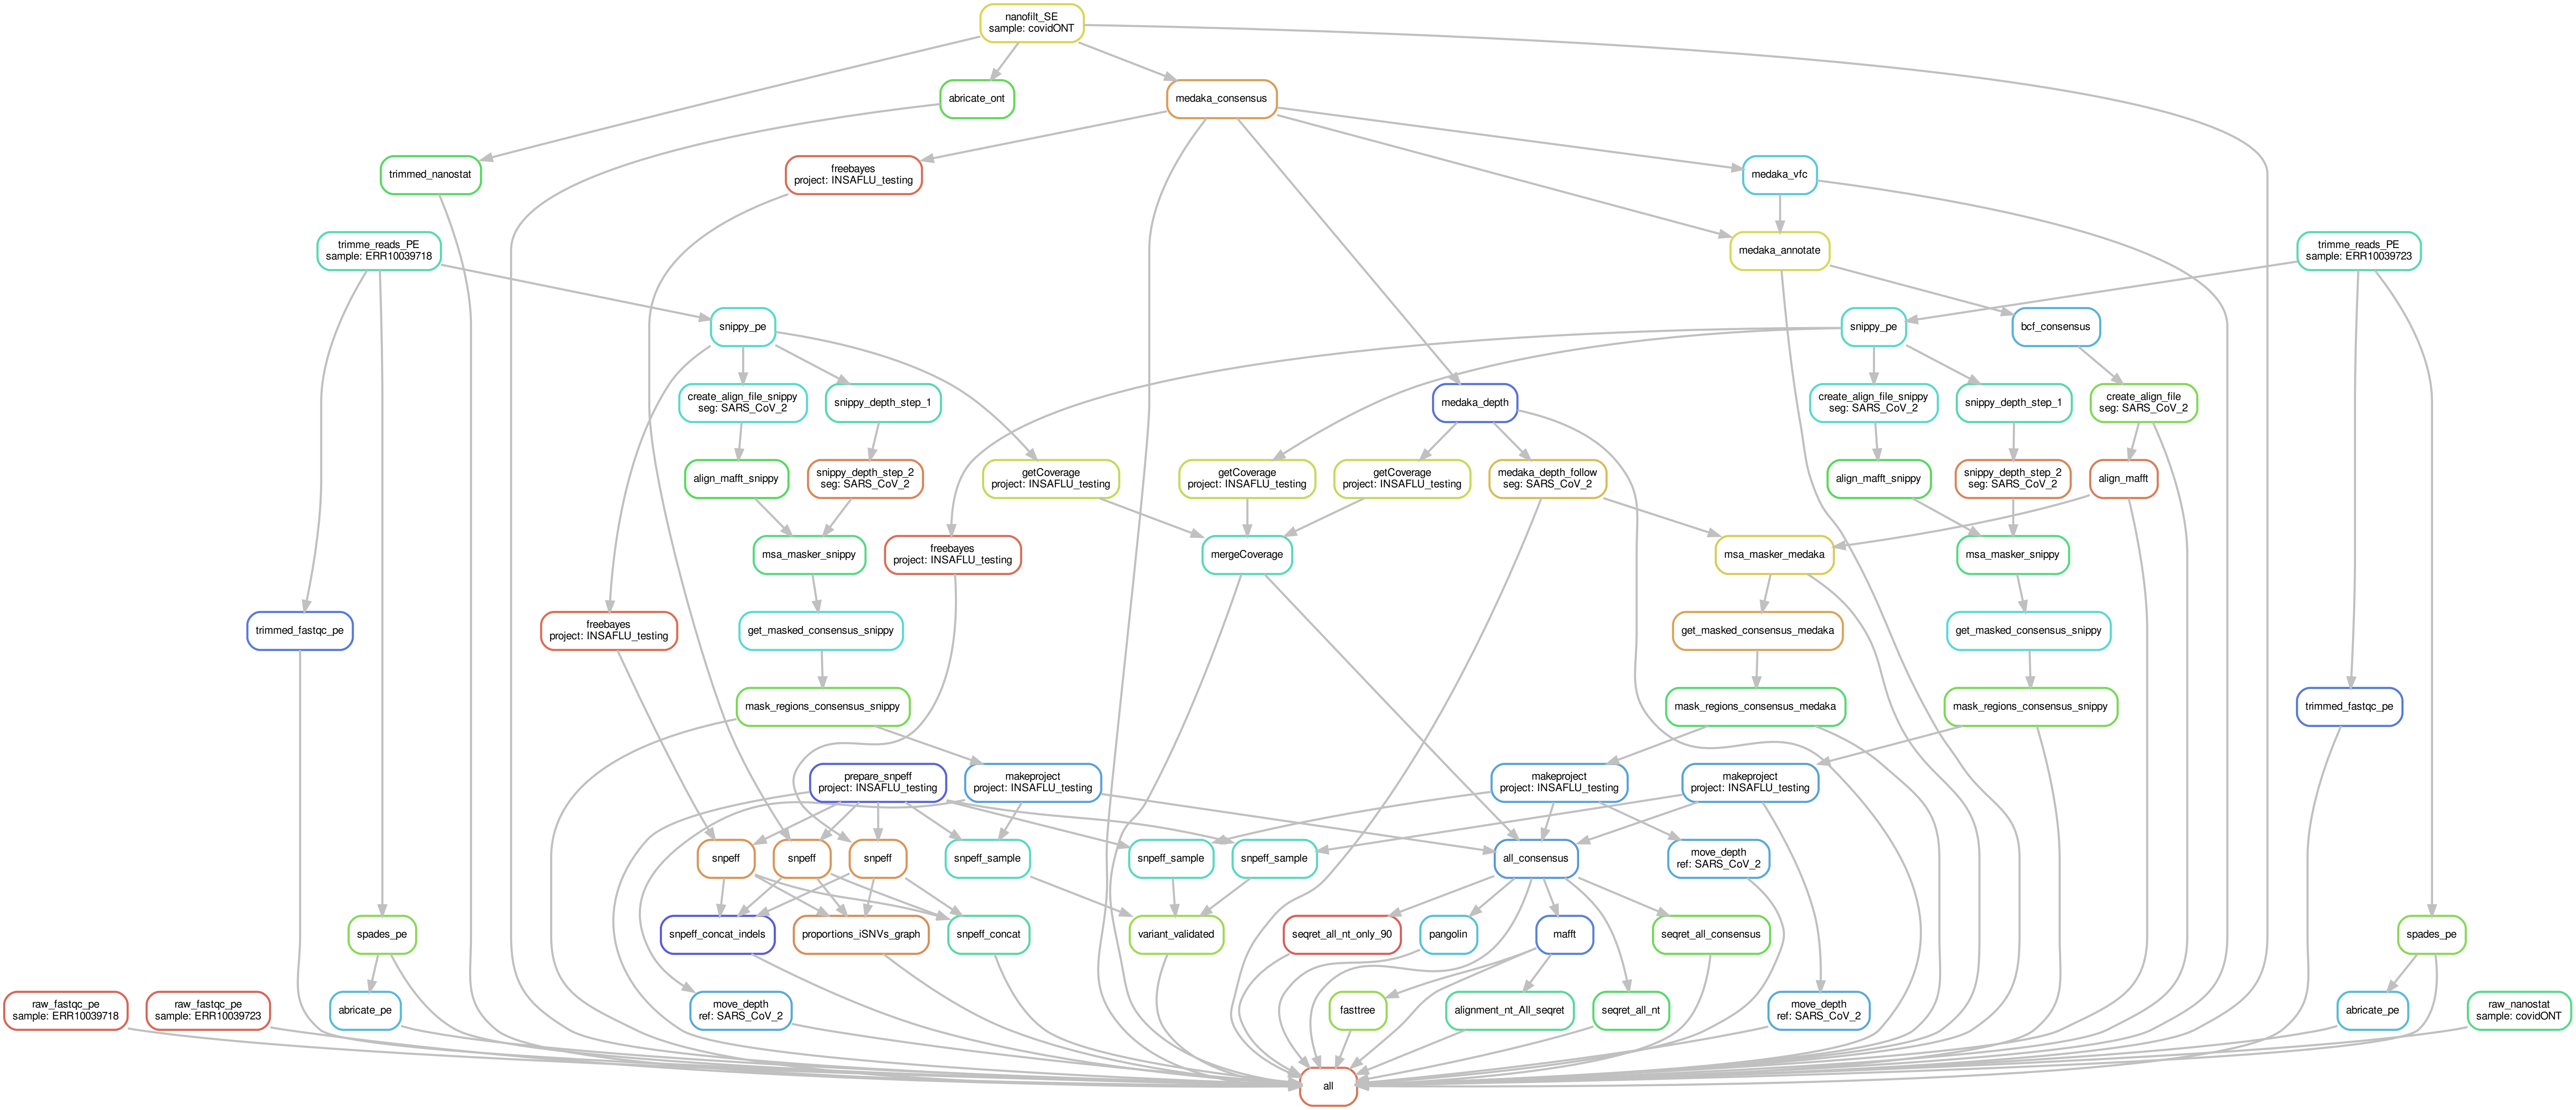 nanofilt_SE
sample: covidONT
abricate_ont
medaka_consensus
trimmed_nanostat
freebayes
project: INSAFLU_testing
medaka_vfc
trimme_reads_PE
sample: ERR10039718
medaka_annotate
trimme_reads_PE
sample: ERR10039723
snippy_pe
snippy_pe
bcf_consensus
create_align_file_snippy
seg: SARS_CoV_2
snippy_depth_step_1
medaka_depth
create_align_file_snippy
seg: SARS_CoV_2
snippy_depth_step_1
create_align_file
seg: SARS_CoV_2
align_mafft_snippy
snippy_depth_step_2
seg: SARS_CoV_2
getCoverage
project: INSAFLU_testing
getCoverage
project: INSAFLU_testing
getCoverage
project: INSAFLU_testing
medaka_depth_follow
seg: SARS_CoV_2
align_mafft_snippy
snippy_depth_step_2
seg: SARS_CoV_2
align_mafft
msa_masker_snippy
freebayes
project: INSAFLU_testing
mergeCoverage
msa_masker_medaka
msa_masker_snippy
trimmed_fastqc_pe
freebayes
project: INSAFLU_testing
get_masked_consensus_snippy
get_masked_consensus_medaka
get_masked_consensus_snippy
mask_regions_consensus_snippy
mask_regions_consensus_medaka
mask_regions_consensus_snippy
trimmed_fastqc_pe
prepare_snpeff
project: INSAFLU_testing
makeproject
project: INSAFLU_testing
makeproject
project: INSAFLU_testing
makeproject
project: INSAFLU_testing
snpeff
snpeff
snpeff
snpeff_sample
snpeff_sample
snpeff_sample
all_consensus
move_depth
ref: SARS_CoV_2
spades_pe
snpeff_concat_indels
proportions_iSNVs_graph
snpeff_concat
variant_validated
seqret_all_nt_only_90
pangolin
mafft
seqret_all_consensus
spades_pe
raw_fastqc_pe
sample: ERR10039718
raw_fastqc_pe
sample: ERR10039723
abricate_pe
move_depth
ref: SARS_CoV_2
fasttree
alignment_nt_All_seqret
seqret_all_nt
move_depth
ref: SARS_CoV_2
abricate_pe
raw_nanostat
sample: covidONT
all